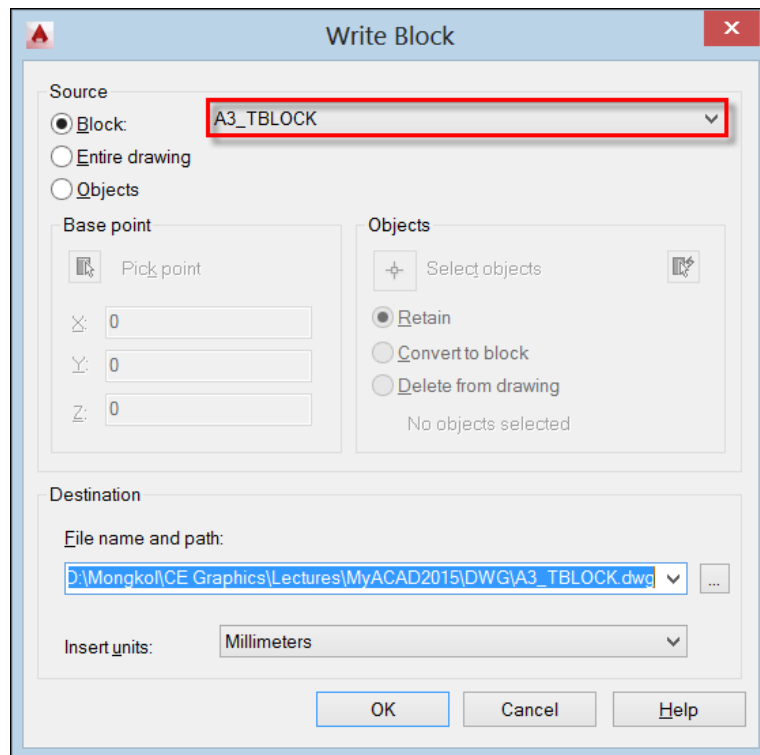 Write Block
Source
Block:
A3_TBLOCK
Entire drawing
Objects
Base point
Pick point
X: 0
Y: 0
Z: 0
Objects
Select objects
Retain
Convert to block
Delete from drawing
No objects selected
Destination
File name and path:
D:\Mongkol\CE Graphics\Lectures\MyACAD2015\DWG\A3_TBLOCK.dwg
...
Insert units: Millimeters
OK Cancel Help